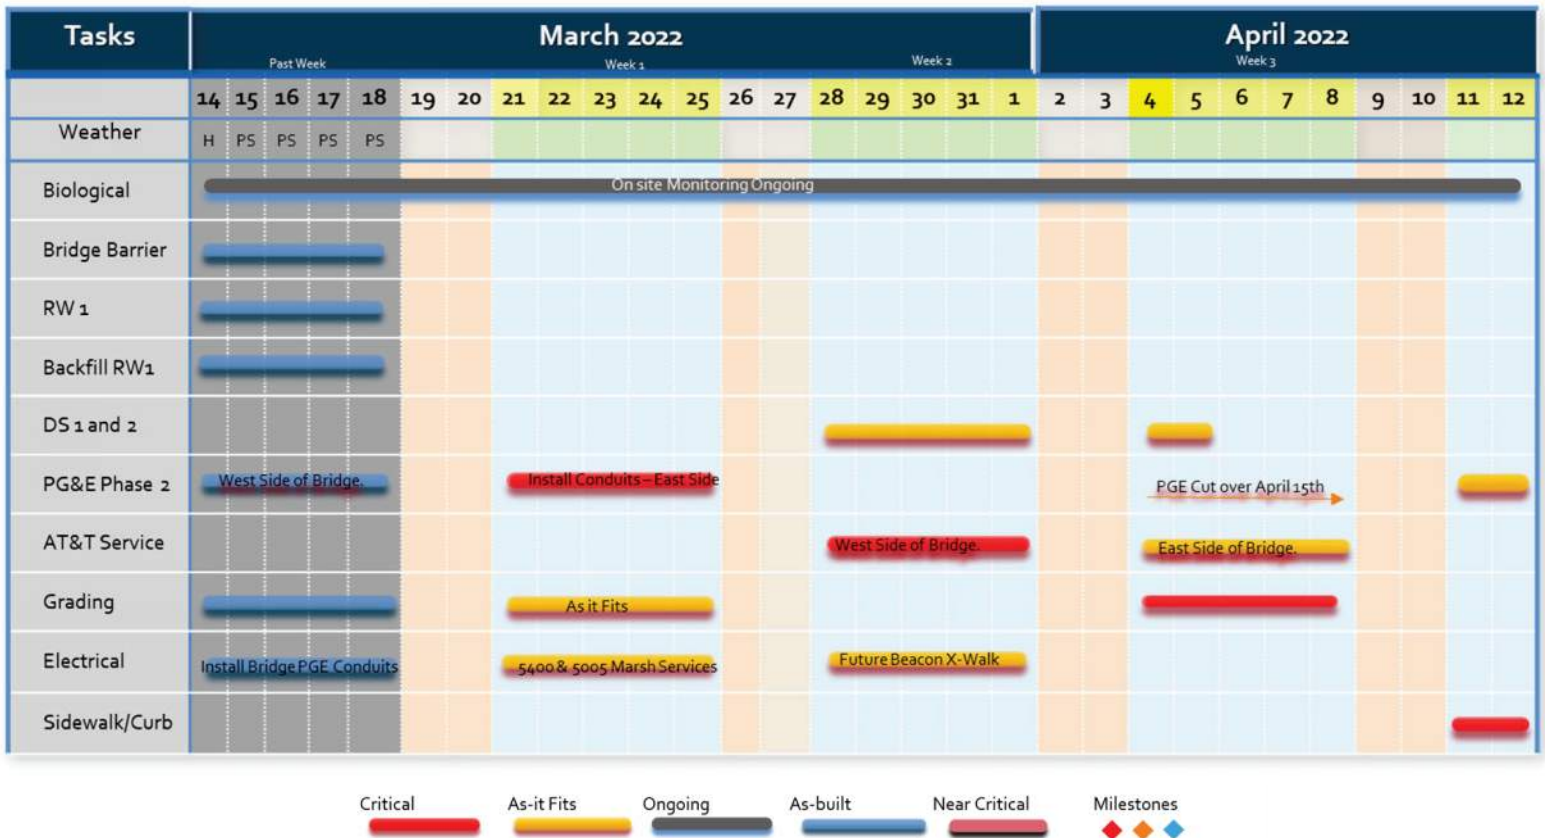 Tasks March 2022 April 2022
Past Week Week 1 Week 2 Week 3
14 15 16 17 18 19 20 21 22 23 24 25 26 27 28 29 30 31 1 2 3 4 5 6 7 8 9 10 11 12
Weather H PS PS PS PS
Biological On site Monitoring Ongoing
Bridge Barrier
RW 1
Backfill RW1
DS 1 and 2
PG&E Phase 2 West Side of Bridge. Install Conduits – East Side PGE Cut over April 15th
AT&T Service West Side of Bridge. East Side of Bridge.
Grading As it Fits
Electrical Install Bridge PGE Conduits 5400 & 5005 Marsh Services Future Beacon X-Walk
Sidewalk/Curb
Critical As-it Fits Ongoing As-built Near Critical Milestones